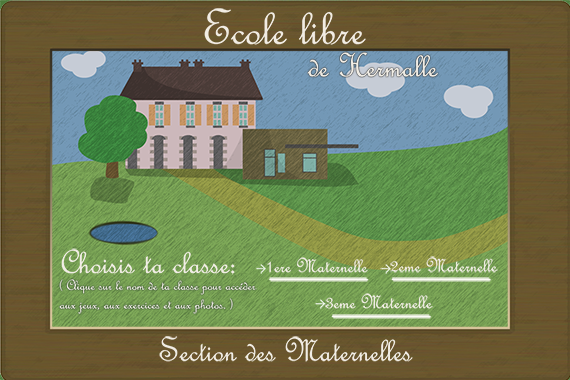 Ecole libre
de Hermalle
Choisis ta classe:
( Clique sur le nom de ta classe pour accéder
aux jeux, aux exercices et aux photos. )
→1ere Maternelle
→2eme Maternelle
→3eme Maternelle
Section des Maternelles